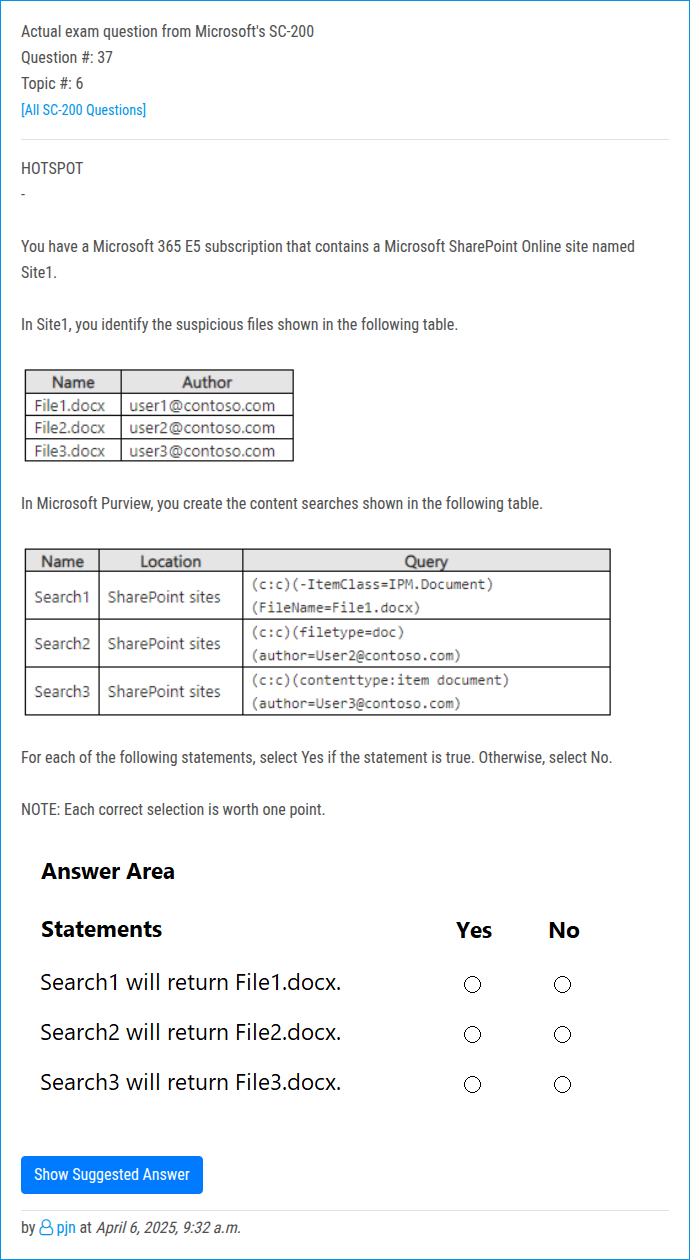 Actual exam question from Microsoft's SC-200
Question #: 37
Topic #: 6
[All SC-200 Questions]
HOTSPOT
-
You have a Microsoft 365 E5 subscription that contains a Microsoft SharePoint Online site named
Site1.
In Site1, you identify the suspicious files shown in the following table.
Name Author
File1.docx user1@contoso.com
File2.docx user2@contoso.com
File3.docx user3@contoso.com
In Microsoft Purview, you create the content searches shown in the following table.
Name Location Query
Search1 SharePoint sites (c:c)(-ItemClass=IPM.Document)
(FileName=File1.docx)
Search2 SharePoint sites (c:c)(filetype=doc)
(author=User2@contoso.com)
Search3 SharePoint sites (c:c)(contenttype:item document)
(author=User3@contoso.com)
For each of the following statements, select Yes if the statement is true. Otherwise, select No.
NOTE: Each correct selection is worth one point.
Answer Area
Statements Yes No
Search1 will return File1.docx.
Search2 will return File2.docx.
Search3 will return File3.docx.
Show Suggested Answer
by pjn at April 6, 2025, 9:32 a.m.